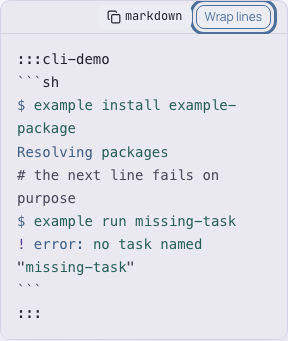 markdown Wrap lines
:::cli-demo
```sh
$ example install example-
package
Resolving packages
# the next line fails on
purpose
$ example run missing-task
! error: no task named
"missing-task"
```
:::